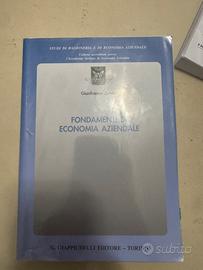 STUDI DI RAGIONERIA E DI ECONOMIA AZIENDALE
Gianfranco
FONDAMENTI DI
ECONOMIA AZIENDALE
G. GIAPPICHELLI EDITORE – TORINO
subito